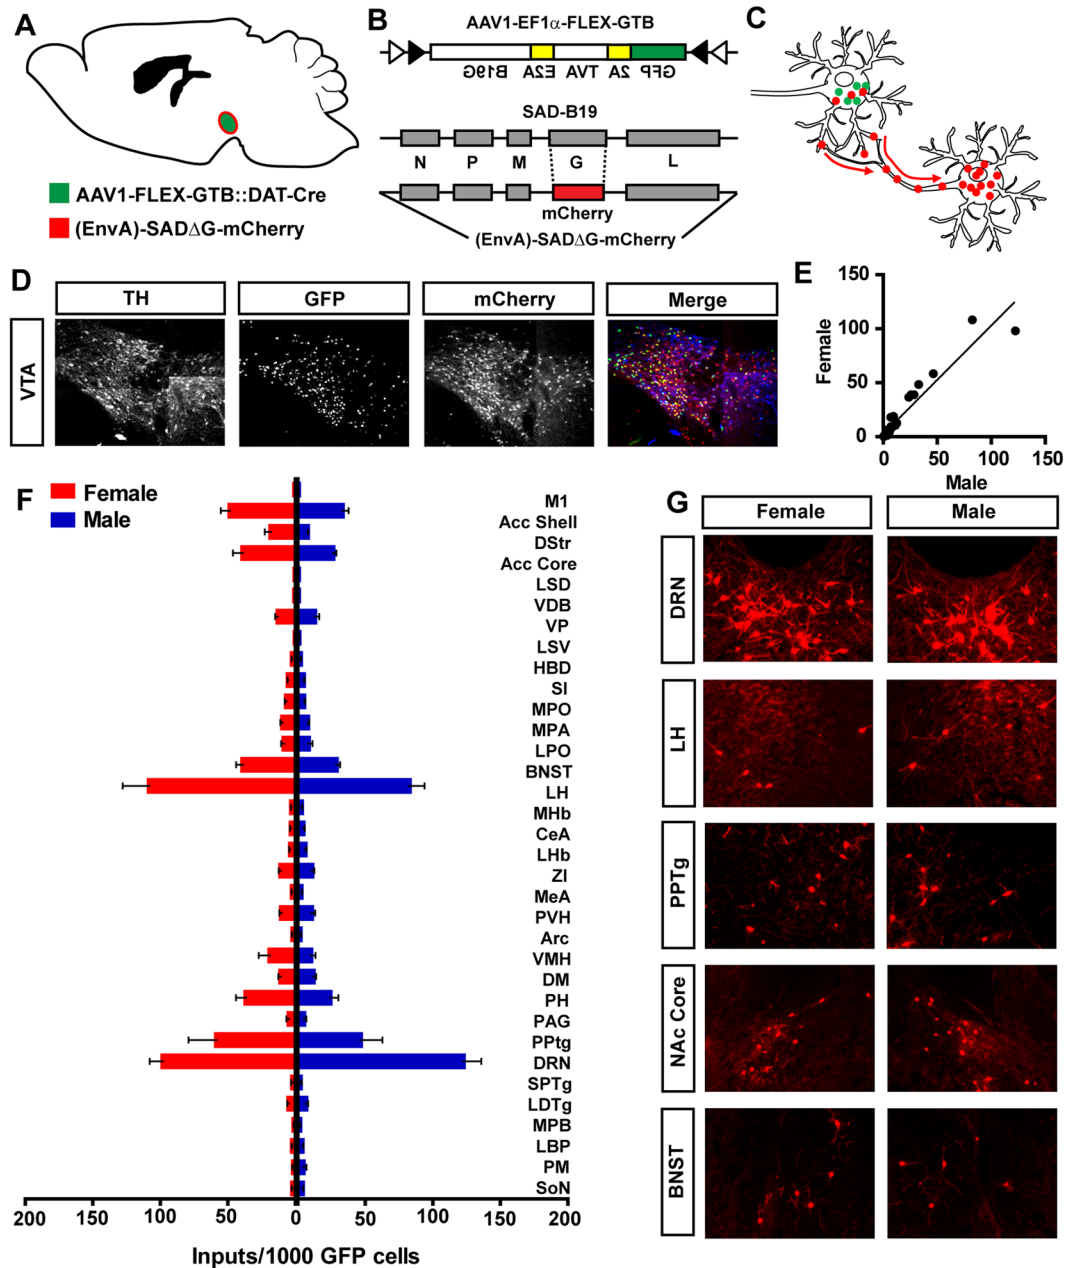 A
AAV1-FLEX-GTB::DAT-Cre
(EnvA)-SAD∆G-mCherry
B
AAV1-EF1α-FLEX-GTB
B19G E2A TVA 2A GFP
SAD-B19
N P M G L
mCherry
(EnvA)-SAD∆G-mCherry
C
D
TH GFP mCherry Merge
VTA
E
150
100
50
0
Female
0 50 100 150
Male
F
Female
Male
M1
Acc Shell
DStr
Acc Core
LSD
VDB
VP
LSV
HBD
SI
MPO
MPA
LPO
BNST
LH
MHb
CeA
LHb
ZI
MeA
PVH
Arc
VMH
DM
PH
PAG
PPtg
DRN
SPTg
LDTg
MPB
LBP
PM
SoN
200 150 100 50 0 50 100 150 200
Inputs/1000 GFP cells
G
Female Male
DRN
LH
PPTg
NAc Core
BNST